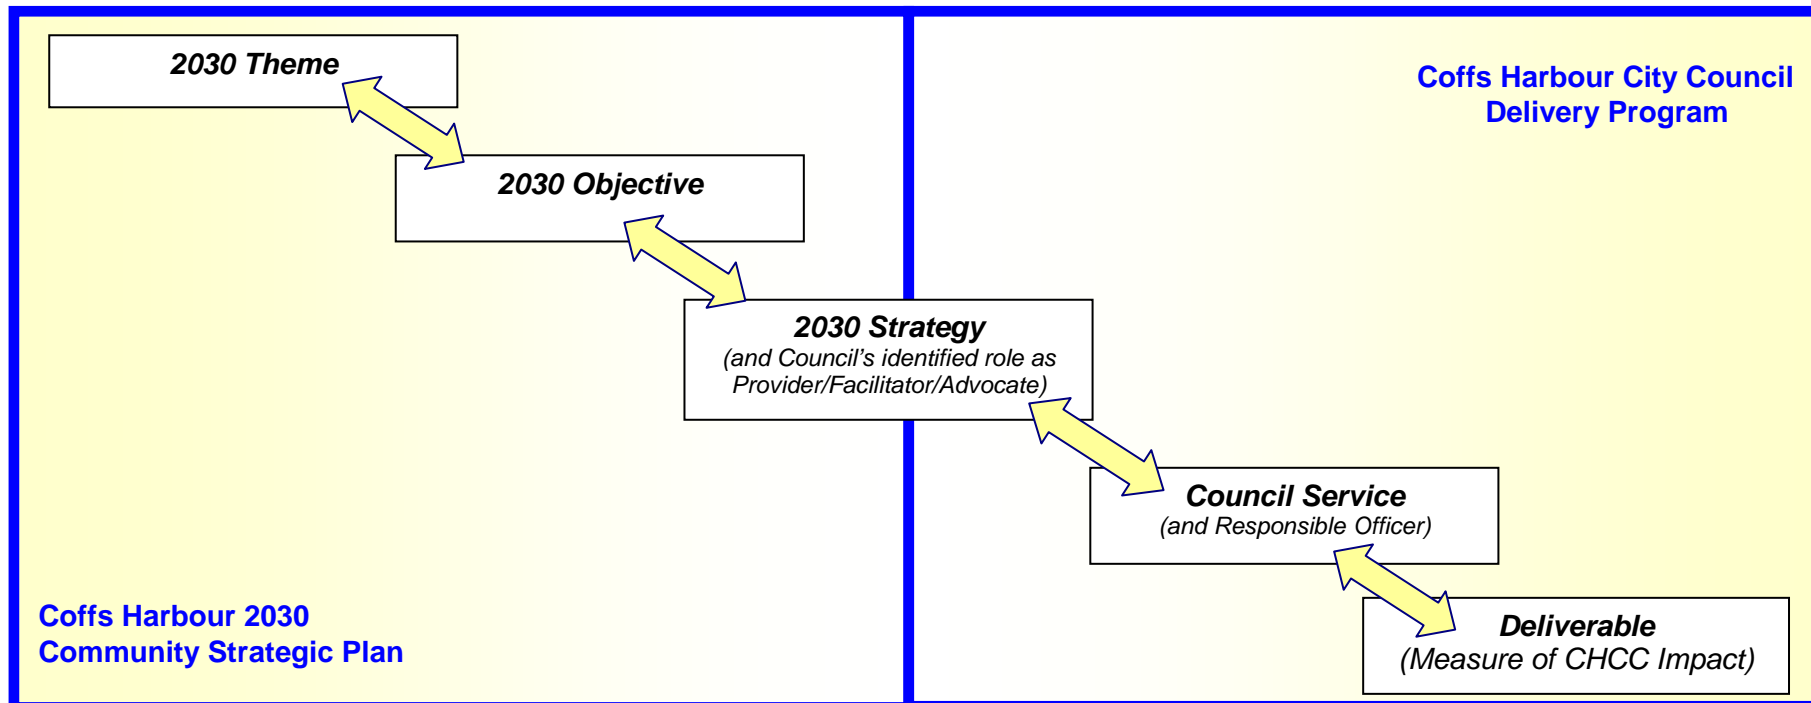 2030 Theme
Coffs Harbour City Council
Delivery Program
2030 Objective
2030 Strategy
(and Council's identified role as
Provider/Facilitator/Advocate)
Council Service
(and Responsible Officer)
Coffs Harbour 2030
Community Strategic Plan
Deliverable
(Measure of CHCC Impact)